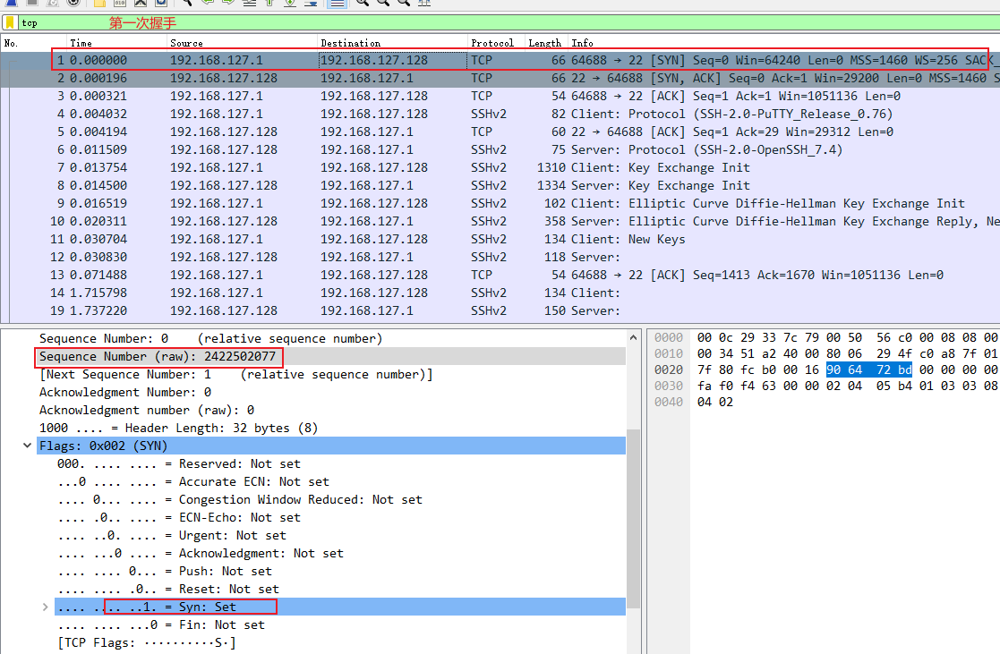 tcp 第一次握手
No. Time Source Destination Protocol Length Info
1 0.000000 192.168.127.1 192.168.127.128 TCP 66 64688 → 22 [SYN] Seq=0 Win=64240 Len=0 MSS=1460 WS=256 SACK_
2 0.000196 192.168.127.128 192.168.127.1 TCP 66 22 → 64688 [SYN, ACK] Seq=0 Ack=1 Win=29200 Len=0 MSS=1460 S
3 0.000321 192.168.127.1 192.168.127.128 TCP 54 64688 → 22 [ACK] Seq=1 Ack=1 Win=1051136 Len=0
4 0.004032 192.168.127.1 192.168.127.128 SSHv2 82 Client: Protocol (SSH-2.0-PuTTY_Release_0.76)
5 0.004194 192.168.127.128 192.168.127.1 TCP 60 22 → 64688 [ACK] Seq=1 Ack=29 Win=29312 Len=0
6 0.011509 192.168.127.128 192.168.127.1 SSHv2 75 Server: Protocol (SSH-2.0-OpenSSH_7.4)
7 0.013754 192.168.127.1 192.168.127.128 SSHv2 1310 Client: Key Exchange Init
8 0.014500 192.168.127.128 192.168.127.1 SSHv2 1334 Server: Key Exchange Init
9 0.016519 192.168.127.1 192.168.127.128 SSHv2 102 Client: Elliptic Curve Diffie-Hellman Key Exchange Init
10 0.020311 192.168.127.128 192.168.127.1 SSHv2 358 Server: Elliptic Curve Diffie-Hellman Key Exchange Reply, Ne
11 0.030704 192.168.127.1 192.168.127.128 SSHv2 134 Client: New Keys
12 0.030830 192.168.127.128 192.168.127.1 SSHv2 118 Server:
13 0.071488 192.168.127.1 192.168.127.128 TCP 54 64688 → 22 [ACK] Seq=1413 Ack=1670 Win=1051136 Len=0
14 1.715798 192.168.127.1 192.168.127.128 SSHv2 134 Client:
19 1.737220 192.168.127.128 192.168.127.1 SSHv2 150 Server:
Sequence Number: 0 (relative sequence number)
Sequence Number (raw): 2422502077
[Next Sequence Number: 1 (relative sequence number)]
Acknowledgment Number: 0
Acknowledgment number (raw): 0
1000 .... = Header Length: 32 bytes (8)
Flags: 0x002 (SYN)
000. .... .... = Reserved: Not set
...0 .... .... = Accurate ECN: Not set
.... 0... .... = Congestion Window Reduced: Not set
.... .0.. .... = ECN-Echo: Not set
.... ..0. .... = Urgent: Not set
.... ...0 .... = Acknowledgment: Not set
.... .... 0... = Push: Not set
.... .... .0.. = Reset: Not set
.... .... ..1. = Syn: Set
.... .... ...0 = Fin: Not set
[TCP Flags: ··········S·]
0000 00 0c 29 33 7c 79 00 50 56 c0 00 08 08 00
0010 00 34 51 a2 40 00 80 06 29 4f c0 a8 7f 01
0020 7f 80 fc b0 00 16 90 64 72 bd 00 00 00 00
0030 fa f0 f4 63 00 00 02 04 05 b4 01 03 03 08
0040 04 02